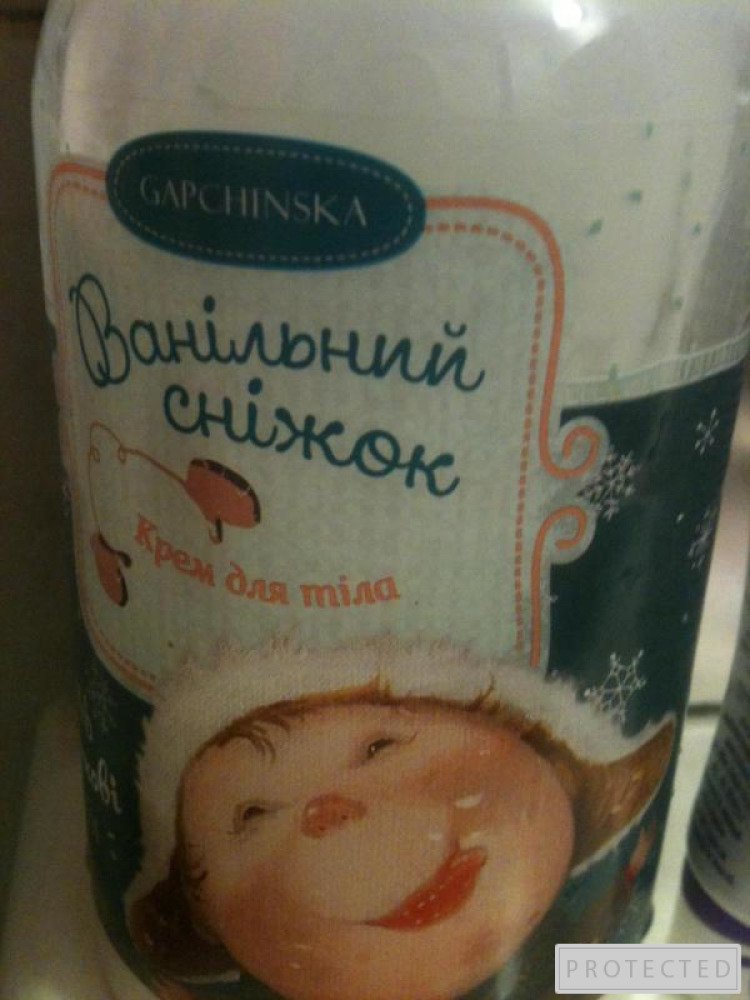 GAPCHINSKA
Ванільний
сніжок
Крем для тіла
PROTECTED